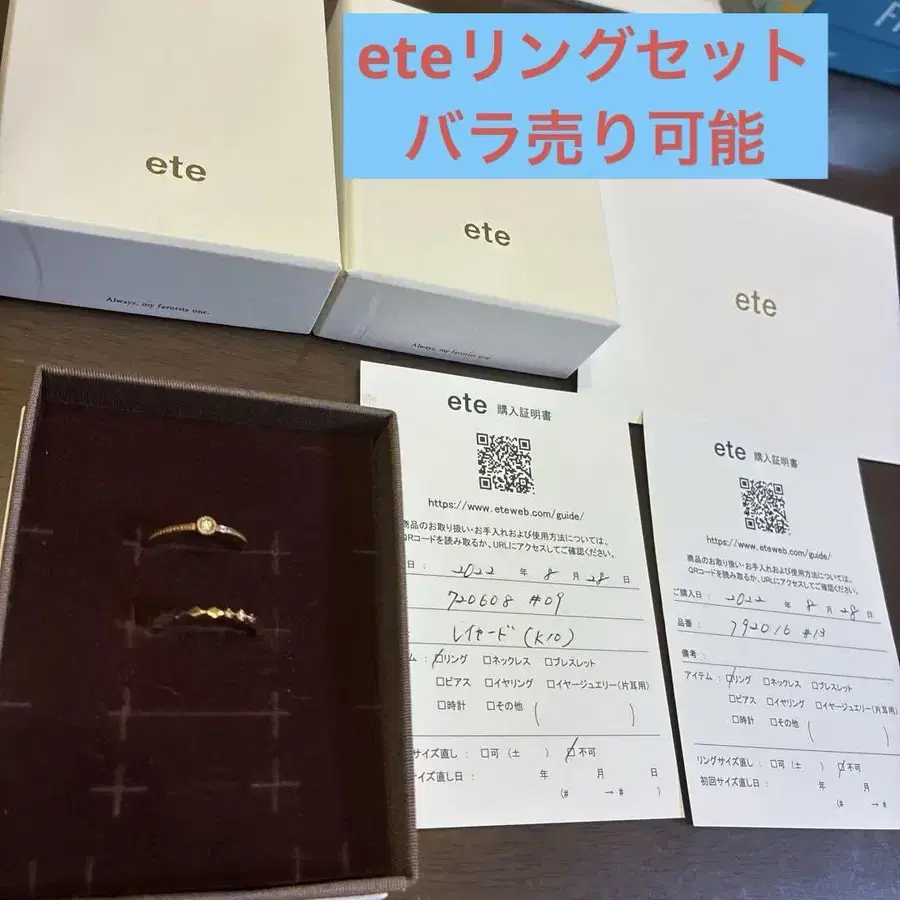 eteリングセット
バラ売り可能
ete
Always, my favorite one.
ete
Always, my favorite one.
ete
ete 購入証明書
https://www.eteweb.com/guide/
商品のお取り扱い・お手入れおよび使用方法については、
QRコードを読み取るか、URLにアクセスしてご確認ください。
日 : 2022 年 8 月 28 日
720608 #09
: レイヤード (K10)
ム : ☑リング □ネックレス □ブレスレット
□ピアス □イヤリング □イヤージュエリー(片耳用)
□時計 □その他 ( )
サイズ直し : □可 (± ) ☑不可
サイズ直し日 : 年 月 日
(# → # )
ete 購入証明書
https://www.eteweb.com/guide/
商品のお取り扱い・お手入れおよび使用方法については、
QRコードを読み取るか、URLにアクセスしてご確認ください。
ご購入日 : 2022 年 8 月 28 日
品番 : 792016 #13
備考 :
アイテム : ☑リング □ネックレス □ブレスレット
□ピアス □イヤリング □イヤージュエリー(片耳用)
□時計 □その他 ( )
リングサイズ直し : □可 (± ) ☑不可
初回サイズ直し日 : 年 月
(# → #